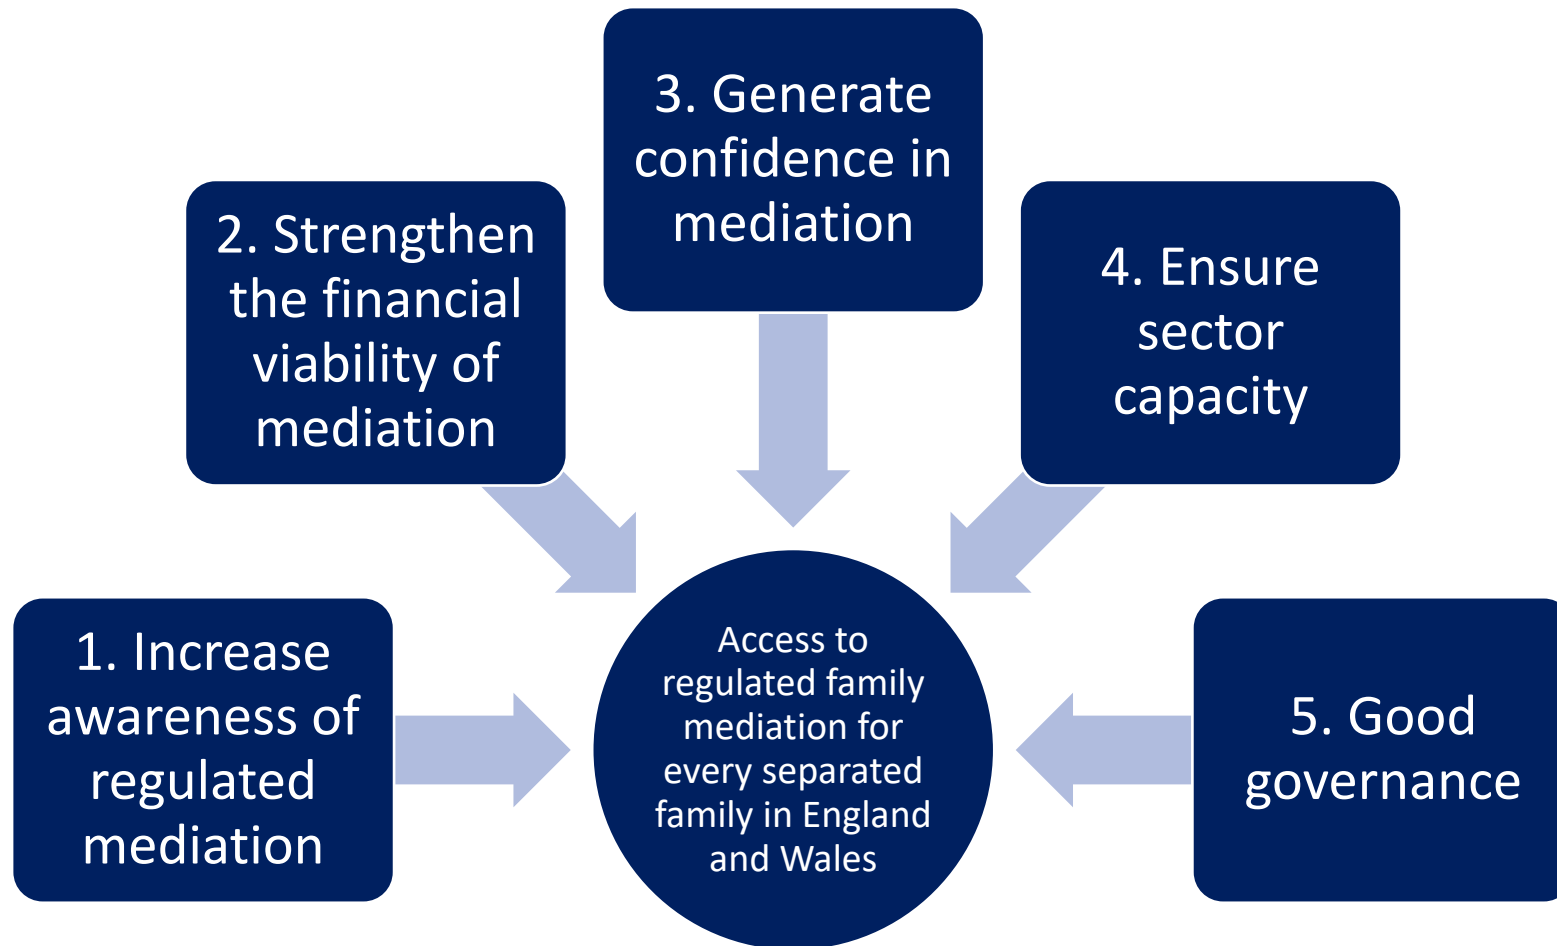 1. Increase
awareness of
regulated
mediation
2. Strengthen
the financial
viability of
mediation
3. Generate
confidence in
mediation
4. Ensure
sector
capacity
5. Good
governance
Access to
regulated family
mediation for
every separated
family in England
and Wales